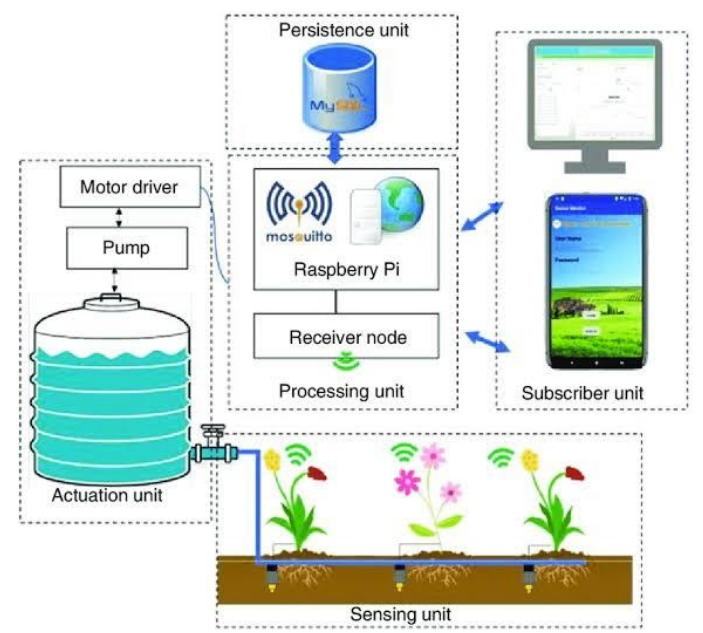 Persistence unit
MySQL
Motor driver
Pump
mosquitto
Raspberry Pi
Receiver node
Processing unit
User Name
Password
Subscriber unit
Actuation unit
Sensing unit